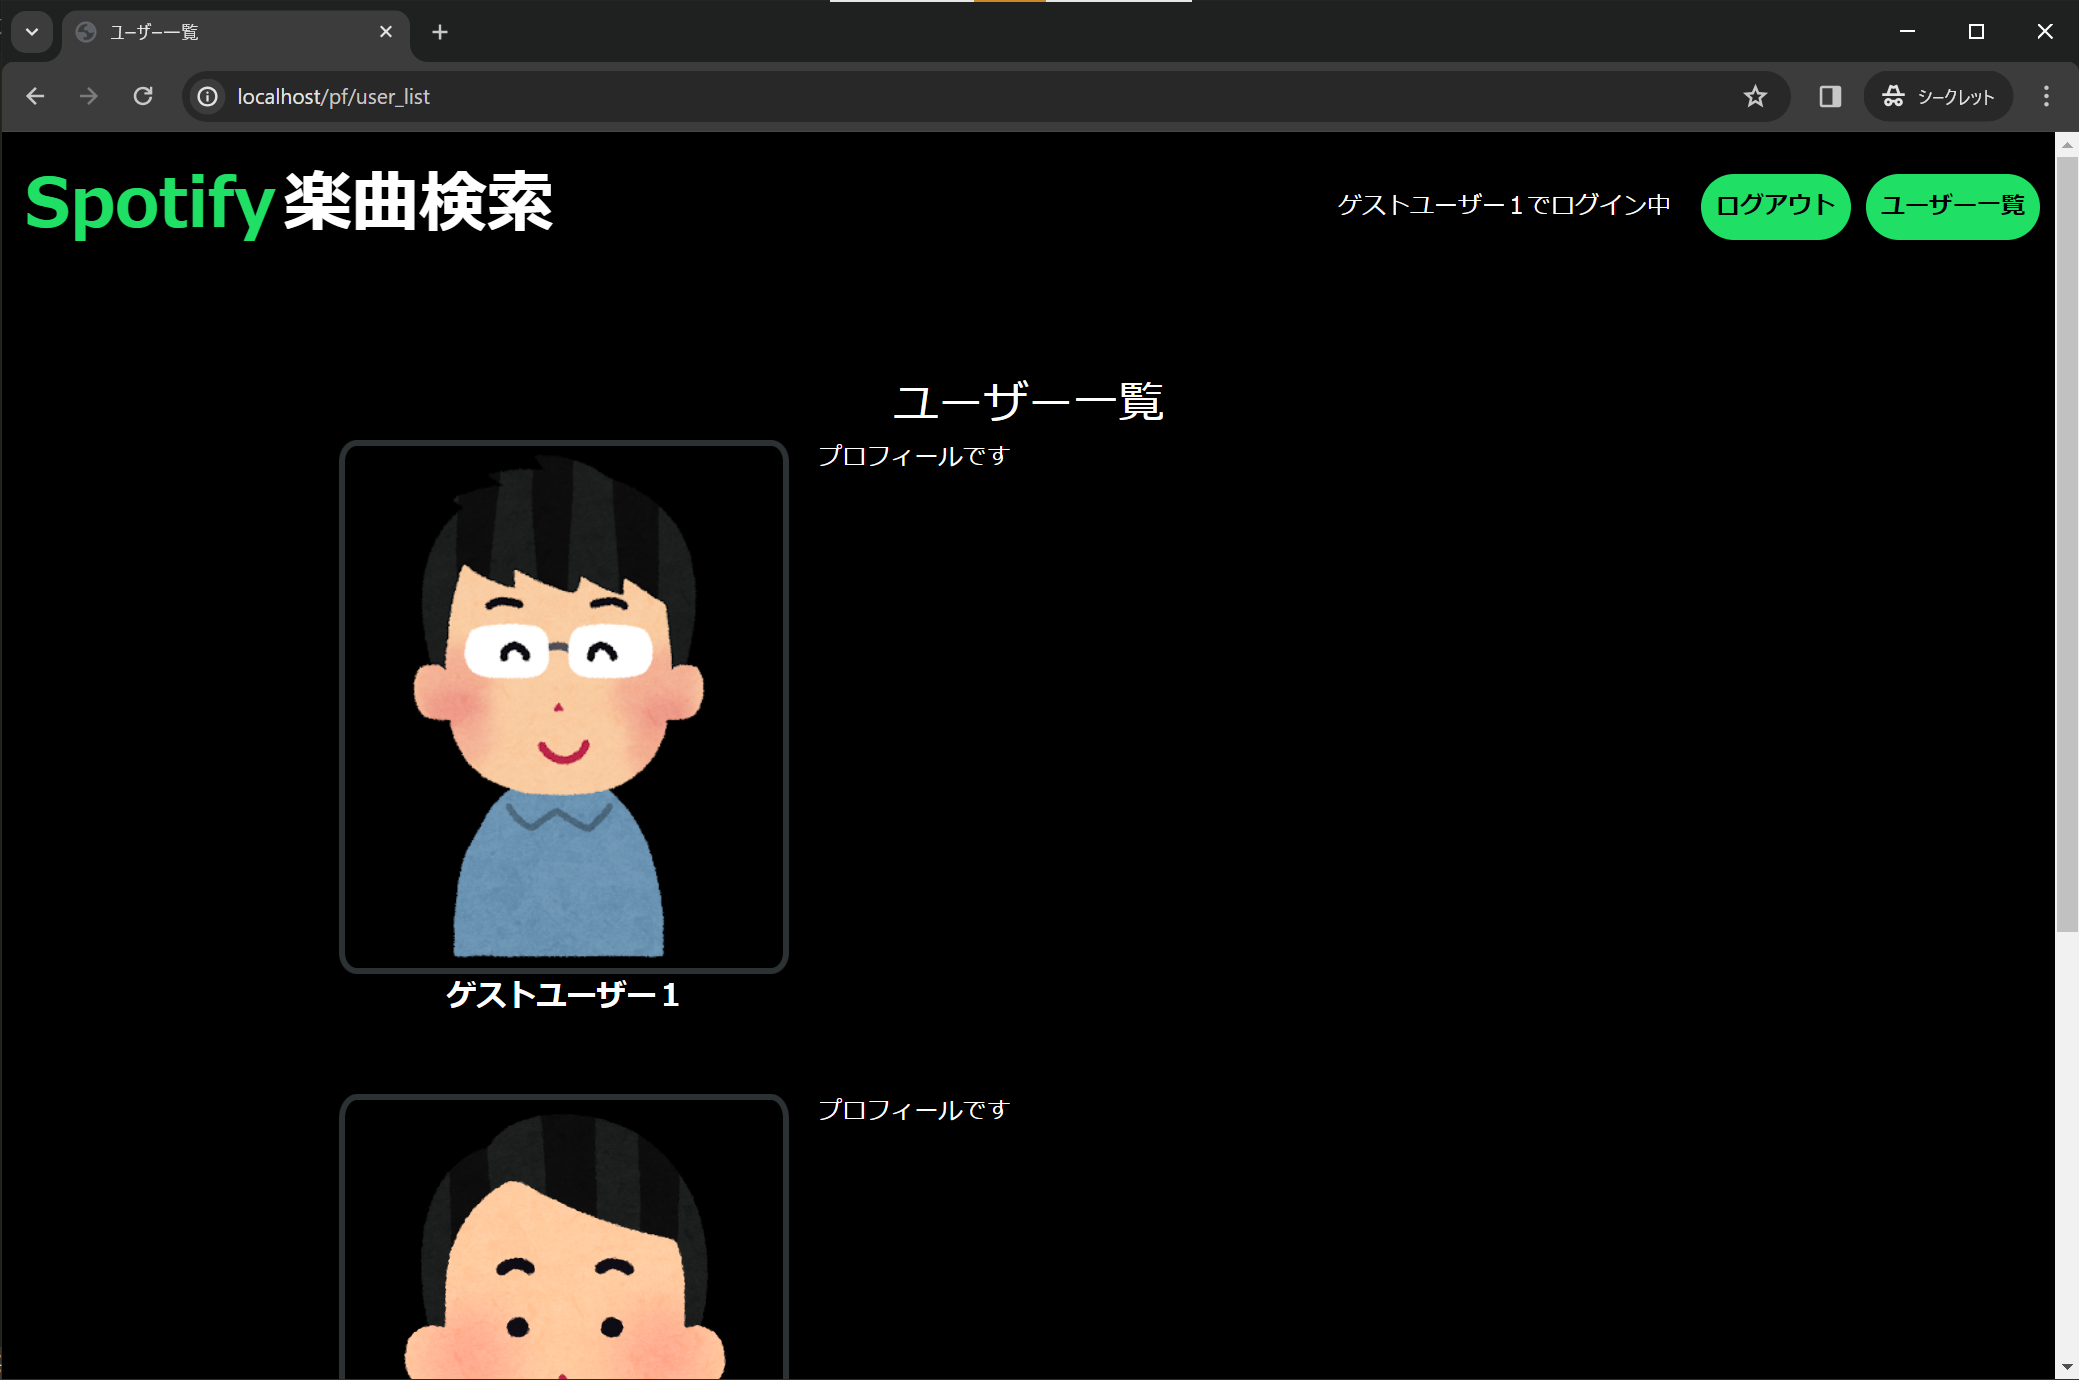 ユーザー一覧
localhost/pf/user_list
シークレット
Spotify 楽曲検索
ゲストユーザー１でログイン中
ログアウト
ユーザー一覧
ユーザー一覧
プロフィールです
ゲストユーザー１
プロフィールです